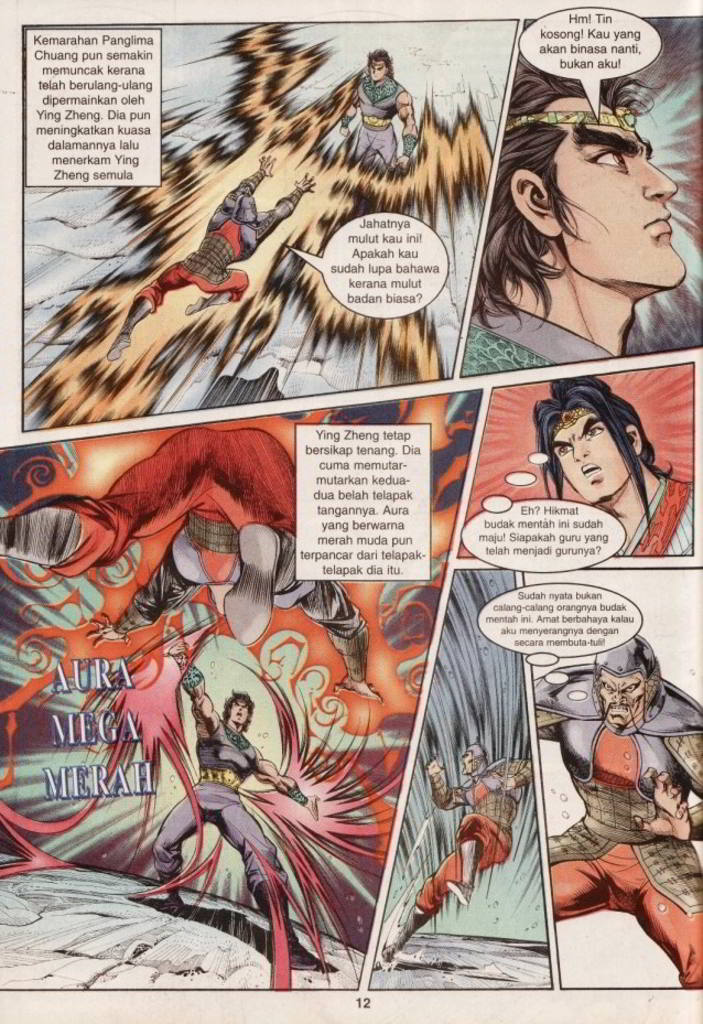 Kemarahan Panglima
Chuang pun semakin
memuncak kerana
telah berulang-ulang
dipermainkan oleh
Ying Zheng. Dia pun
meningkatkan kuasa
dalamannya lalu
menerkam Ying
Zheng semula
Jahatnya
mulut kau ini!
Apakah kau
sudah lupa bahawa
kerana mulut
badan biasa?
Hm! Tin
kosong! Kau yang
akan binasa nanti,
bukan aku!
Ying Zheng tetap
bersikap tenang. Dia
cuma memutar-
mutarkan kedua-
dua belah telapak
tangannya. Aura
yang berwarna
merah muda pun
terpancar dari telapak-
telapak dia itu.
AURA
MEGA
MERAH
Eh? Hikmat
budak mentah ini sudah
maju! Siapakah guru yang
telah menjadi gurunya?
Sudah nyata bukan
calang-calang orangnya budak
mentah ini. Amat berbahaya kalau
aku menyerangnya dengan
secara membuta-tuli!
12